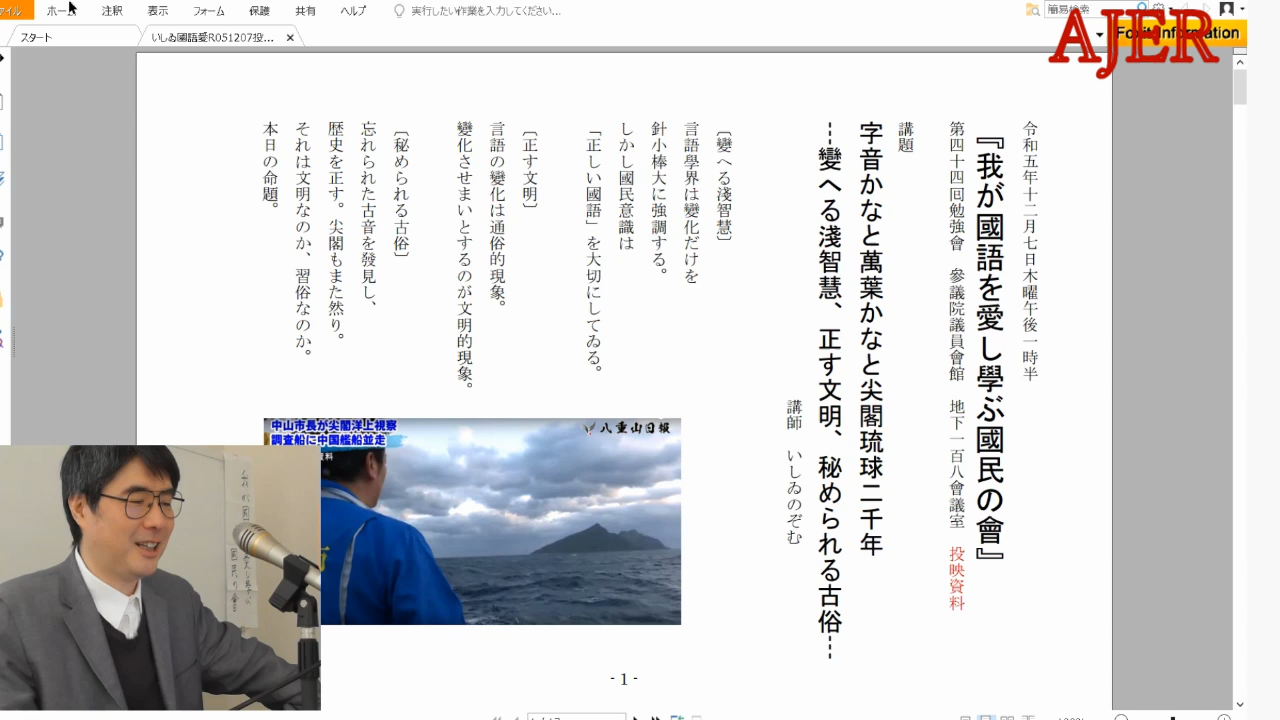 ホーム 注釈 表示 フォーム 保護 共有 ヘルプ 実行したい作業を入力してください... 簡易検索
スタート いしゐ國語愛R051207投... ×
AJER
Foxit Information
令和五年十二月七日木曜午後一時半
『我が國語を愛し學ぶ國民の會』
第四十四囘勉強會 參議院議員會館 地下一百八會議室 投映資料
講題
字音かなと萬葉かなと尖閣琉球二千年
---變へる淺智慧、正す文明、秘められる古俗---
講師 いしゐのぞむ
〔變へる淺智慧〕
言語學界は變化だけを
針小棒大に強調する。
しかし國民意識は
「正しい國語」を大切にしてゐる。
〔正す文明〕
言語の變化は通俗的現象。
變化させまいとするのが文明的現象。
〔秘められる古俗〕
忘れられた古音を發見し、
歴史を正す。尖閣もまた然り。
それは文明なのか、習俗なのか。
本日の命題。
中山市長が尖閣洋上視察
調査船に中国艦船並走
資料
八重山日報
- 1 -